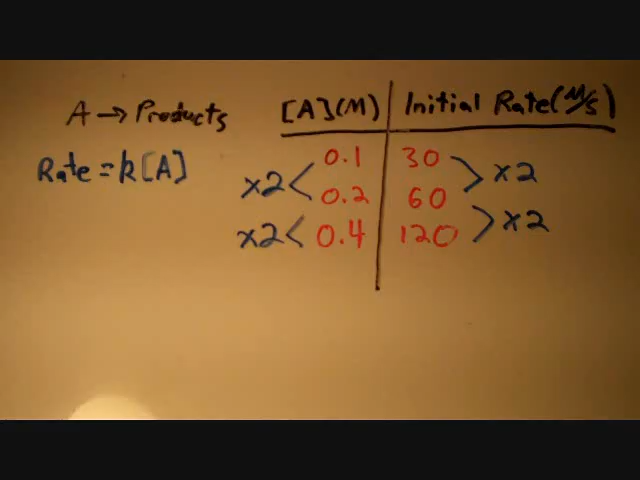 A → Products [A](M) Initial Rate (M/s)
Rate = k[A] x2 < 0.1 30 > x2
0.2 60
x2 < 0.4 120 > x2